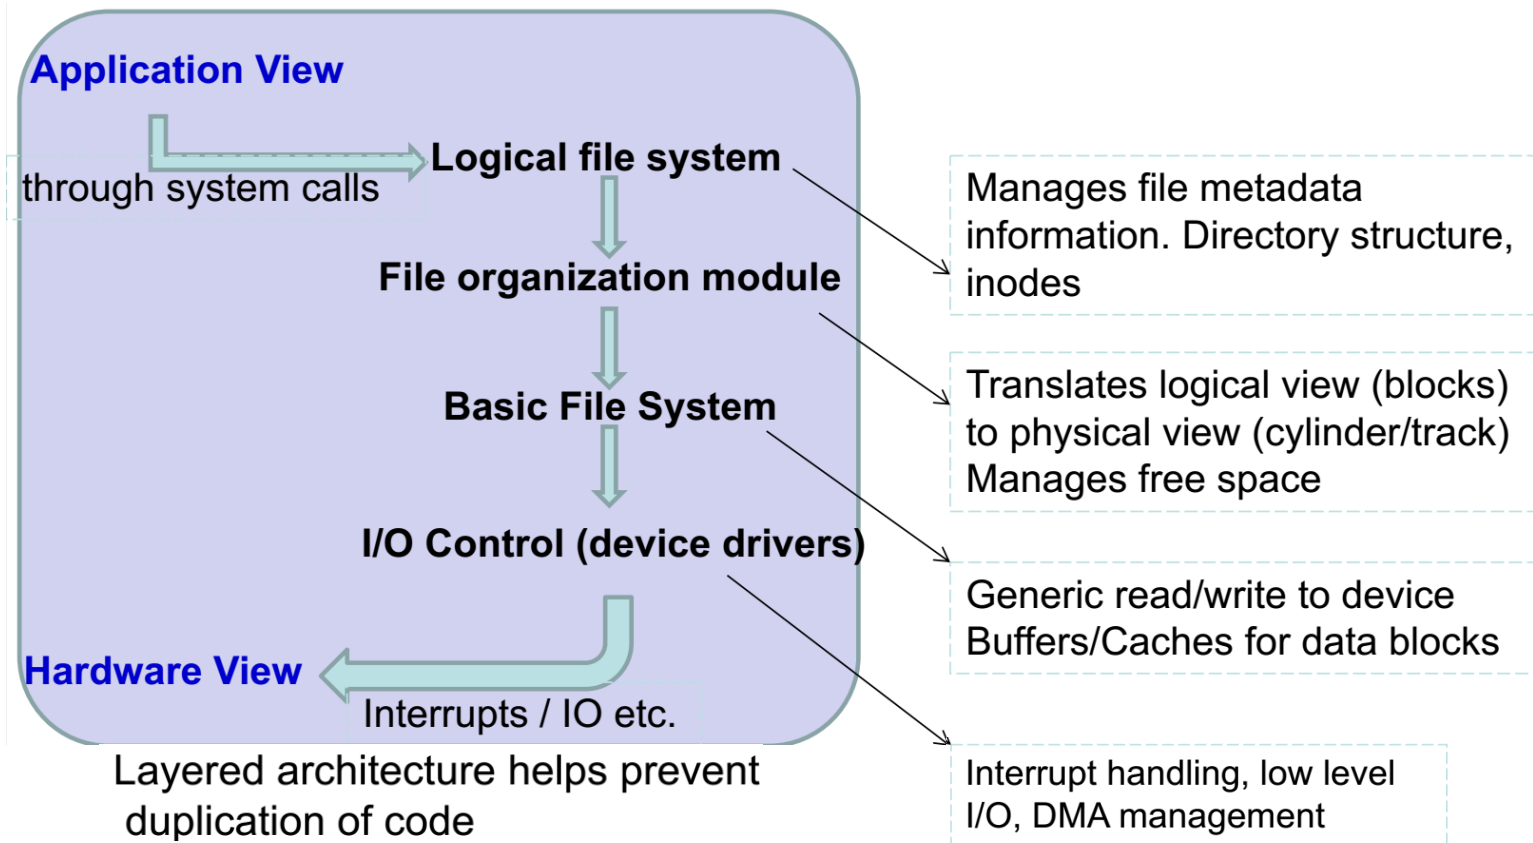 Application View
through system calls
Logical file system
File organization module
Basic File System
I/O Control (device drivers)
Hardware View
Interrupts / IO etc.
Layered architecture helps prevent
duplication of code
Manages file metadata
information. Directory structure,
inodes
Translates logical view (blocks)
to physical view (cylinder/track)
Manages free space
Generic read/write to device
Buffers/Caches for data blocks
Interrupt handling, low level
I/O, DMA management